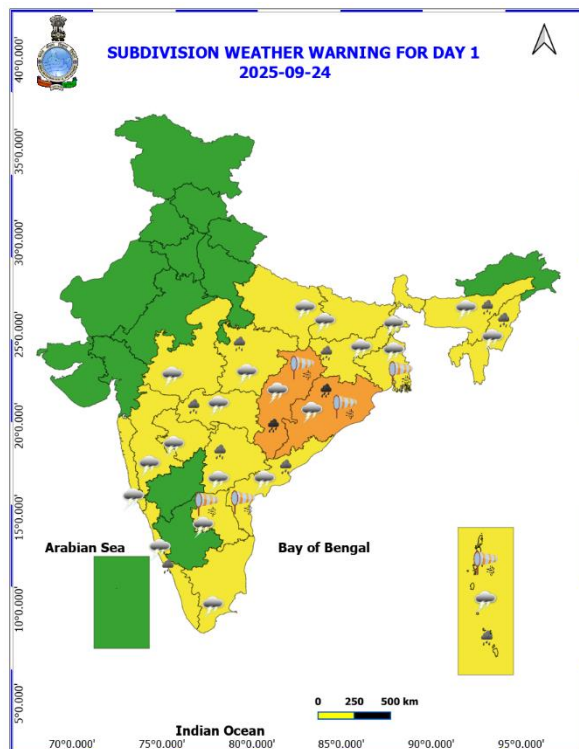 SUBDIVISION WEATHER WARNING FOR DAY 1
2025-09-24
40°0.000'
35°0.000'
30°0.000'
25°0.000'
20°0.000'
15°0.000'
10°0.000'
5°0.000'
Arabian Sea
Bay of Bengal
0 250 500 km
Indian Ocean
70°0.000' 75°0.000' 80°0.000' 85°0.000' 90°0.000' 95°0.000'